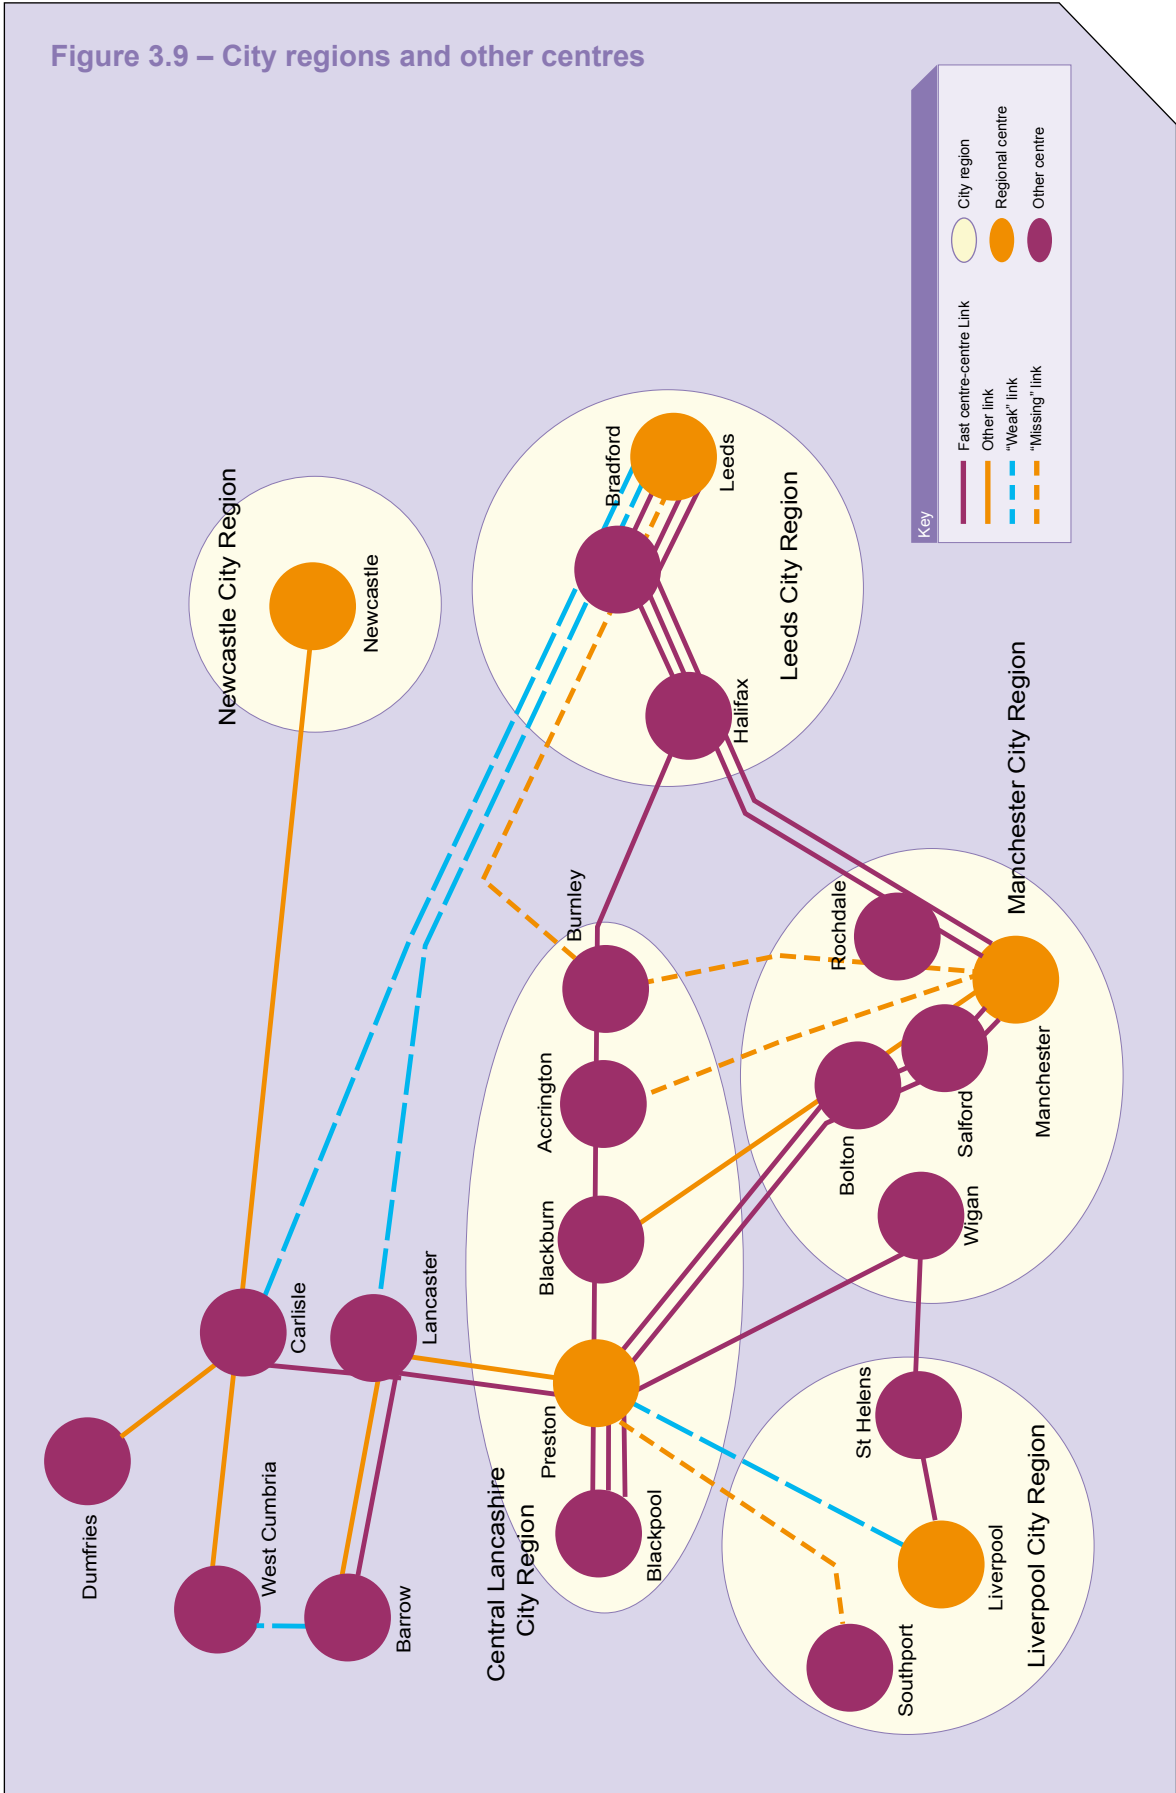 Figure 3.9 – City regions and other centres
Key
Fast centre-centre Link
Other link
“Weak” link
“Missing” link
City region
Regional centre
Other centre
Newcastle City Region
Newcastle
Bradford
Leeds
Leeds City Region
Halifax
Manchester City Region
Rochdale
Manchester
Salford
Bolton
Wigan
Burnley
Accrington
Blackburn
Preston
Blackpool
Central Lancashire
City Region
Carlisle
Lancaster
Dumfries
West Cumbria
Barrow
St Helens
Liverpool
Southport
Liverpool City Region